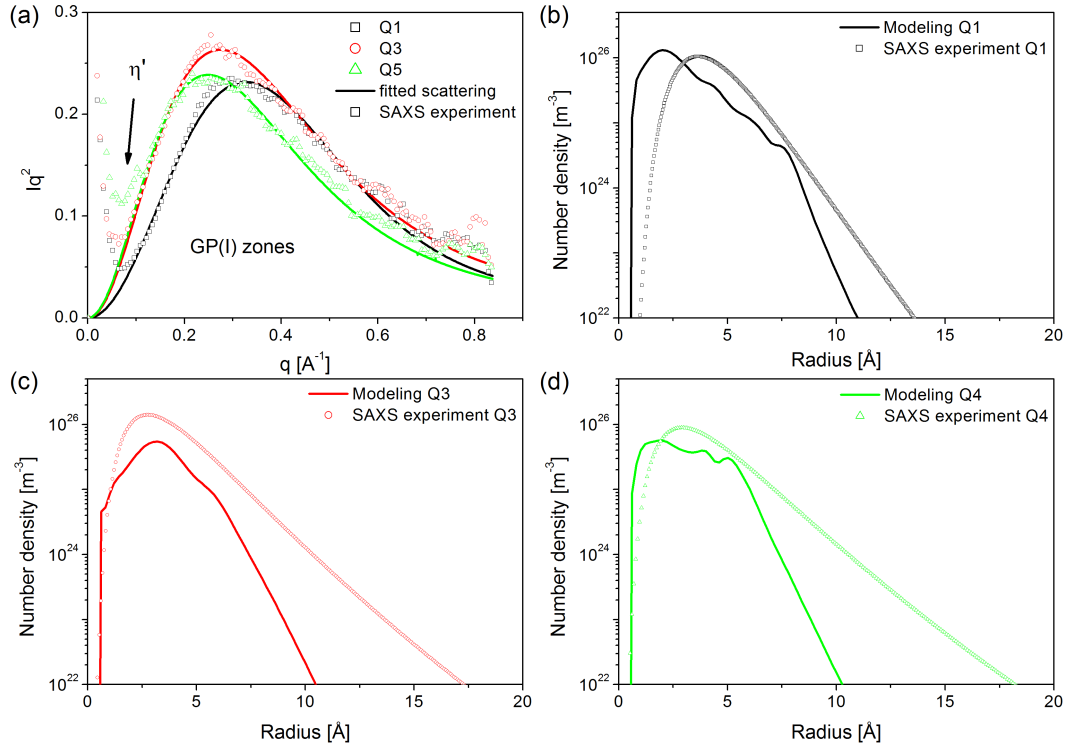 (a)
0.3
0.2
0.1
0.0
Iq²
0.0 0.2 0.4 0.6 0.8
q [A⁻¹]
η'
GP(I) zones
Q1
Q3
Q5
fitted scattering
SAXS experiment
(b)
Modeling Q1
SAXS experiment Q1
Number density [m⁻³]
10²⁶
10²⁴
10²²
0 5 10 15 20
Radius [Å]
(c)
Modeling Q3
SAXS experiment Q3
Number density [m⁻³]
10²⁶
10²⁴
10²²
0 5 10 15 20
Radius [Å]
(d)
Modeling Q4
SAXS experiment Q4
Number density [m⁻³]
10²⁶
10²⁴
10²²
0 5 10 15 20
Radius [Å]